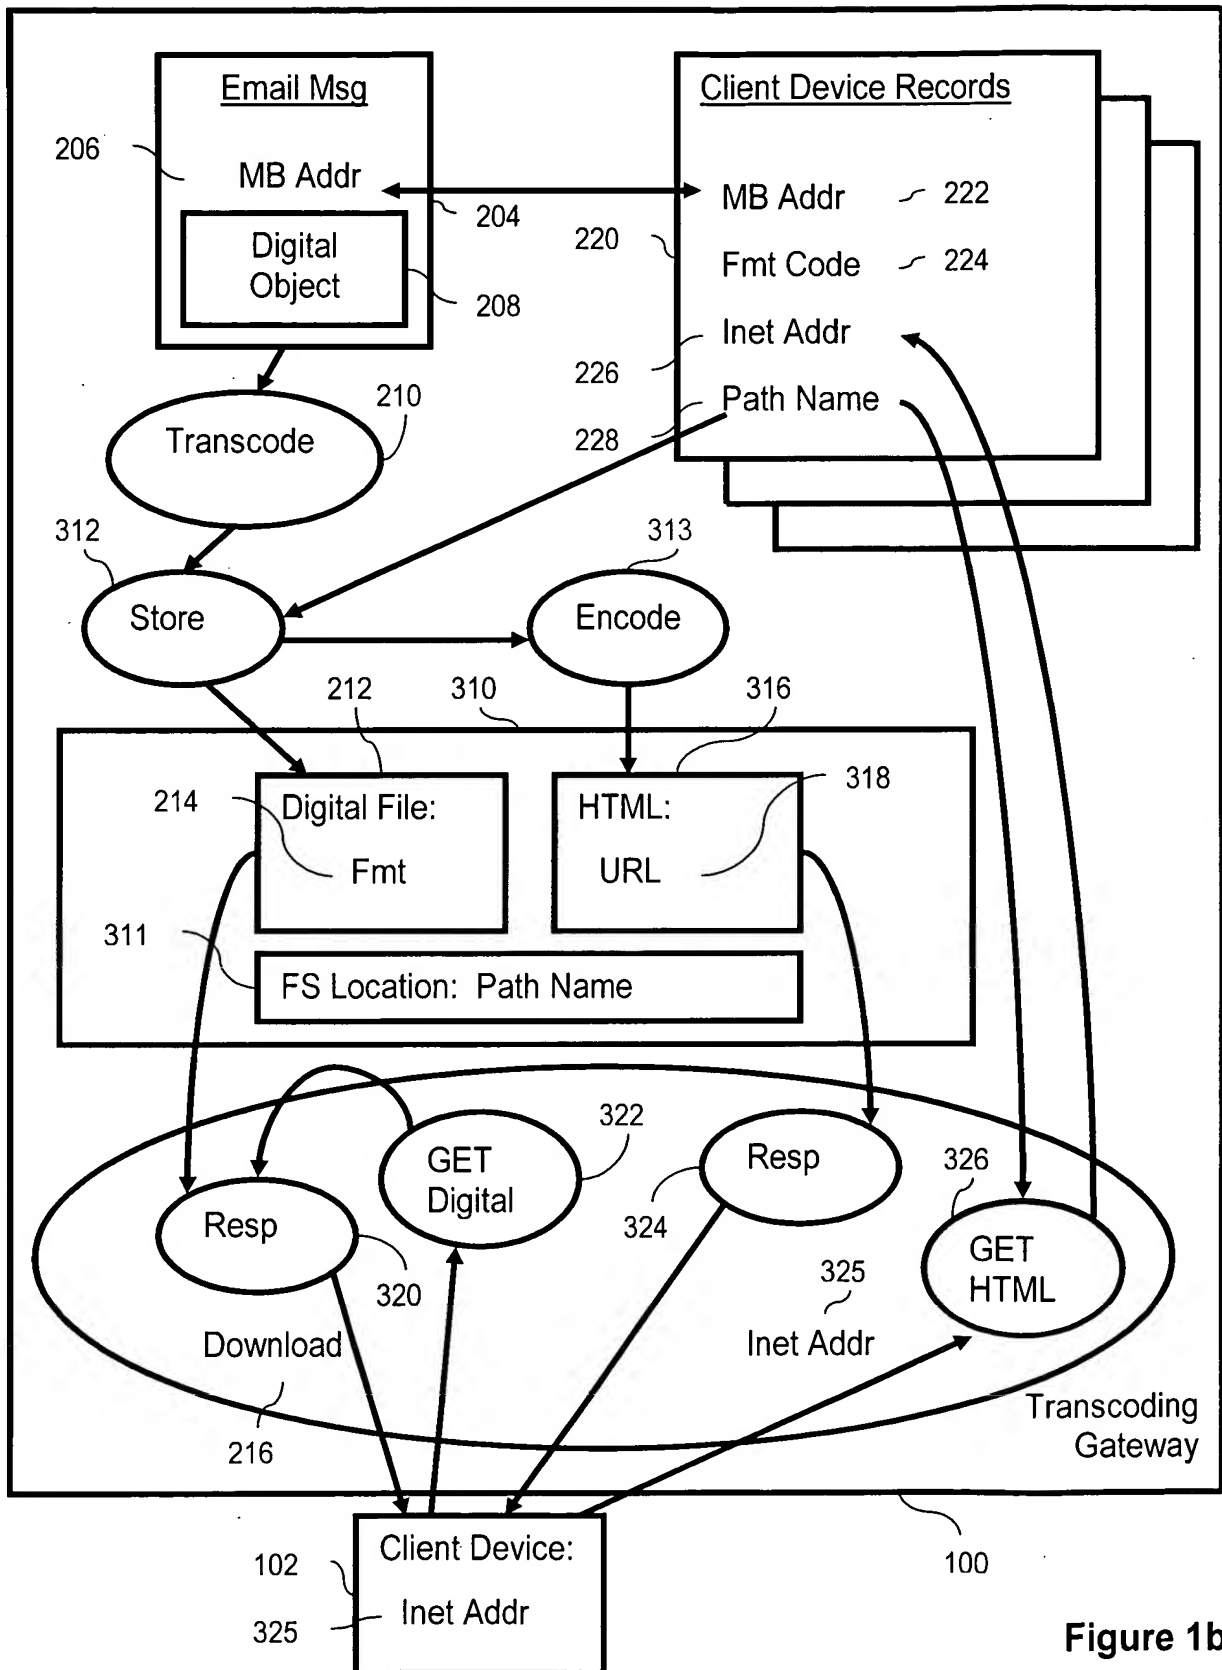 Email Msg
Client Device Records
206
MB Addr
204
MB Addr
222
220
Digital
Object
208
Fmt Code
224
Inet Addr
226
Path Name
228
210
Transcode
312
Store
313
Encode
212
310
316
214
Digital File:
Fmt
HTML:
URL
318
311
FS Location: Path Name
GET
Digital
322
Resp
324
326
GET
HTML
Resp
320
325
Inet Addr
Download
216
Transcoding
Gateway
100
Client Device:
102
Inet Addr
325
Figure 1b